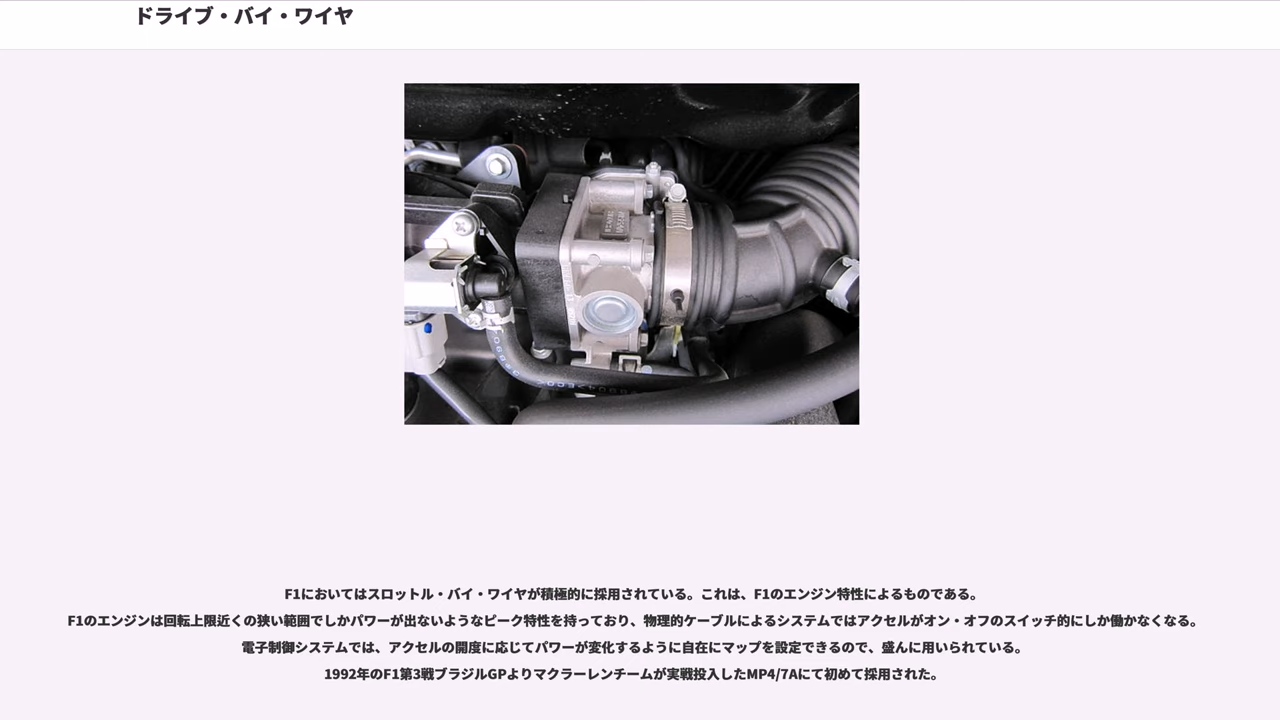 ドライブ・バイ・ワイヤ
F1においてはスロットル・バイ・ワイヤが積極的に採用されている。これは、F1のエンジン特性によるものである。
F1のエンジンは回転上限近くの狭い範囲でしかパワーが出ないようなピーク特性を持っており、物理的ケーブルによるシステムではアクセルがオン・オフのスイッチ的にしか働かなくなる。
電子制御システムでは、アクセルの開度に応じてパワーが変化するように自在にマップを設定できるので、盛んに用いられている。
1992年のF1第3戦ブラジルGPよりマクラーレンチームが実戦投入したMP4/7Aにて初めて採用された。